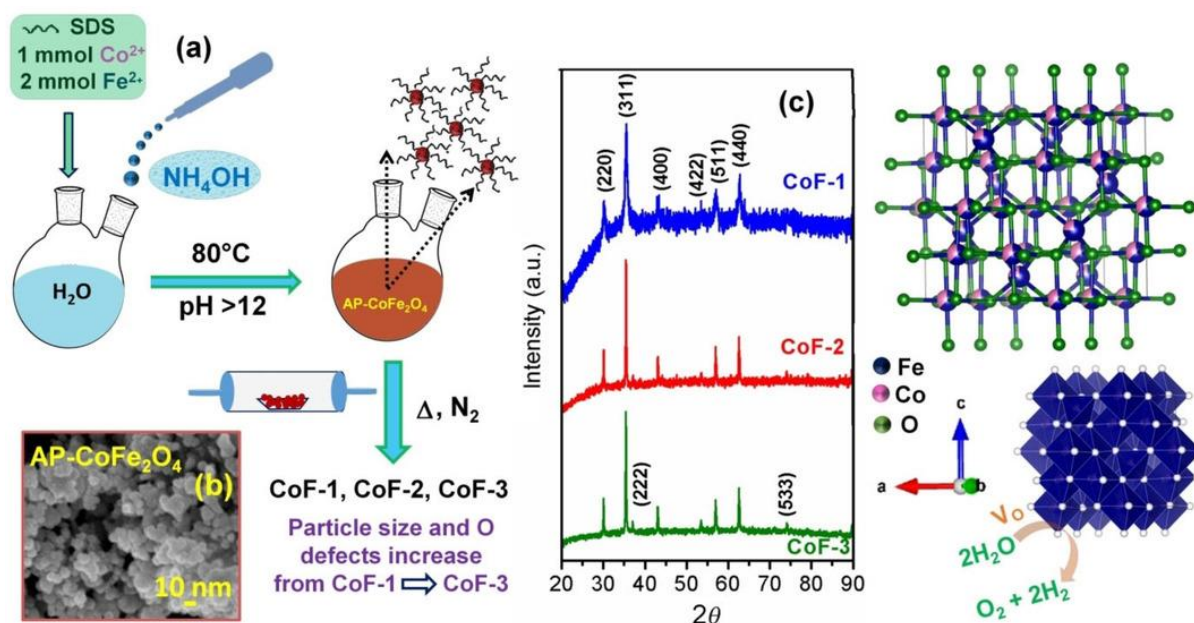 SDS
1 mmol Co²⁺
2 mmol Fe²⁺
(a)
NH₄OH
H₂O
80°C
pH >12
AP-CoFe₂O₄
Δ, N₂
AP-CoFe₂O₄
(b)
10 nm
CoF-1, CoF-2, CoF-3
Particle size and O
defects increase
from CoF-1 ⇨ CoF-3
(c)
Intensity (a.u.)
(220)
(311)
(400)
(422)
(511)
(440)
CoF-1
CoF-2
(222)
(533)
CoF-3
20 30 40 50 60 70 80 90
2θ
Fe
Co
O
c
a
b
V₀
2H₂O
O₂ + 2H₂